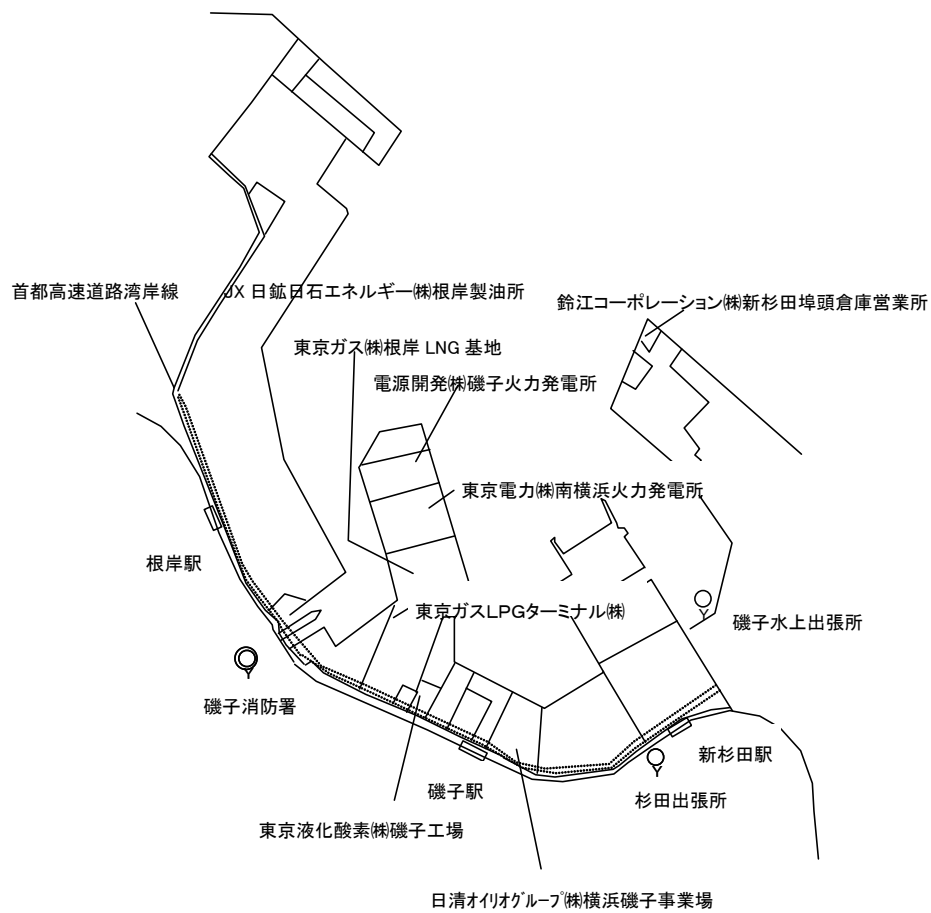 首都高速道路湾岸線
JX 日鉱日石エネルギー㈱根岸製油所
鈴江コーポレーション㈱新杉田埠頭倉庫営業所
東京ガス㈱根岸 LNG 基地
電源開発㈱磯子火力発電所
東京電力㈱南横浜火力発電所
根岸駅
東京ガスLPGターミナル㈱
磯子水上出張所
磯子消防署
新杉田駅
磯子駅
杉田出張所
東京液化酸素㈱磯子工場
日清オイリオグループ㈱横浜磯子事業場